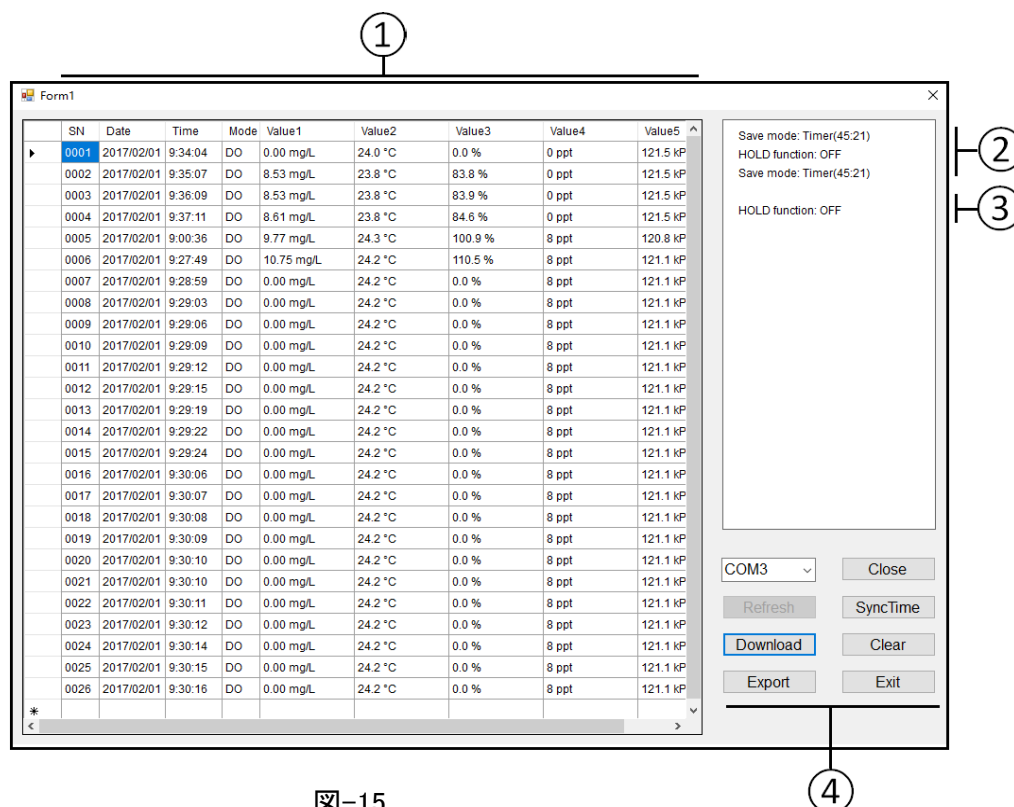 ①
Form1
SN Date Time Mode Value1 Value2 Value3 Value4 Value5
0001 2017/02/01 9:34:04 DO 0.00 mg/L 24.0 °C 0.0 % 0 ppt 121.5 kP
0002 2017/02/01 9:35:07 DO 8.53 mg/L 23.8 °C 83.8 % 0 ppt 121.5 kP
0003 2017/02/01 9:36:09 DO 8.53 mg/L 23.8 °C 83.9 % 0 ppt 121.5 kP
0004 2017/02/01 9:37:11 DO 8.61 mg/L 23.8 °C 84.6 % 0 ppt 121.5 kP
0005 2017/02/01 9:00:36 DO 9.77 mg/L 24.3 °C 100.9 % 8 ppt 120.8 kP
0006 2017/02/01 9:27:49 DO 10.75 mg/L 24.2 °C 110.5 % 8 ppt 121.1 kP
0007 2017/02/01 9:28:59 DO 0.00 mg/L 24.2 °C 0.0 % 8 ppt 121.1 kP
0008 2017/02/01 9:29:03 DO 0.00 mg/L 24.2 °C 0.0 % 8 ppt 121.1 kP
0009 2017/02/01 9:29:06 DO 0.00 mg/L 24.2 °C 0.0 % 8 ppt 121.1 kP
0010 2017/02/01 9:29:09 DO 0.00 mg/L 24.2 °C 0.0 % 8 ppt 121.1 kP
0011 2017/02/01 9:29:12 DO 0.00 mg/L 24.2 °C 0.0 % 8 ppt 121.1 kP
0012 2017/02/01 9:29:15 DO 0.00 mg/L 24.2 °C 0.0 % 8 ppt 121.1 kP
0013 2017/02/01 9:29:19 DO 0.00 mg/L 24.2 °C 0.0 % 8 ppt 121.1 kP
0014 2017/02/01 9:29:22 DO 0.00 mg/L 24.2 °C 0.0 % 8 ppt 121.1 kP
0015 2017/02/01 9:29:24 DO 0.00 mg/L 24.2 °C 0.0 % 8 ppt 121.1 kP
0016 2017/02/01 9:30:06 DO 0.00 mg/L 24.2 °C 0.0 % 8 ppt 121.1 kP
0017 2017/02/01 9:30:07 DO 0.00 mg/L 24.2 °C 0.0 % 8 ppt 121.1 kP
0018 2017/02/01 9:30:08 DO 0.00 mg/L 24.2 °C 0.0 % 8 ppt 121.1 kP
0019 2017/02/01 9:30:09 DO 0.00 mg/L 24.2 °C 0.0 % 8 ppt 121.1 kP
0020 2017/02/01 9:30:10 DO 0.00 mg/L 24.2 °C 0.0 % 8 ppt 121.1 kP
0021 2017/02/01 9:30:10 DO 0.00 mg/L 24.2 °C 0.0 % 8 ppt 121.1 kP
0022 2017/02/01 9:30:11 DO 0.00 mg/L 24.2 °C 0.0 % 8 ppt 121.1 kP
0023 2017/02/01 9:30:12 DO 0.00 mg/L 24.2 °C 0.0 % 8 ppt 121.1 kP
0024 2017/02/01 9:30:14 DO 0.00 mg/L 24.2 °C 0.0 % 8 ppt 121.1 kP
0025 2017/02/01 9:30:15 DO 0.00 mg/L 24.2 °C 0.0 % 8 ppt 121.1 kP
0026 2017/02/01 9:30:16 DO 0.00 mg/L 24.2 °C 0.0 % 8 ppt 121.1 kP
Save mode: Timer(45:21)
HOLD function: OFF
Save mode: Timer(45:21)
②
HOLD function: OFF
③
COM3 Close
Refresh SyncTime
Download Clear
Export Exit
④
図-15